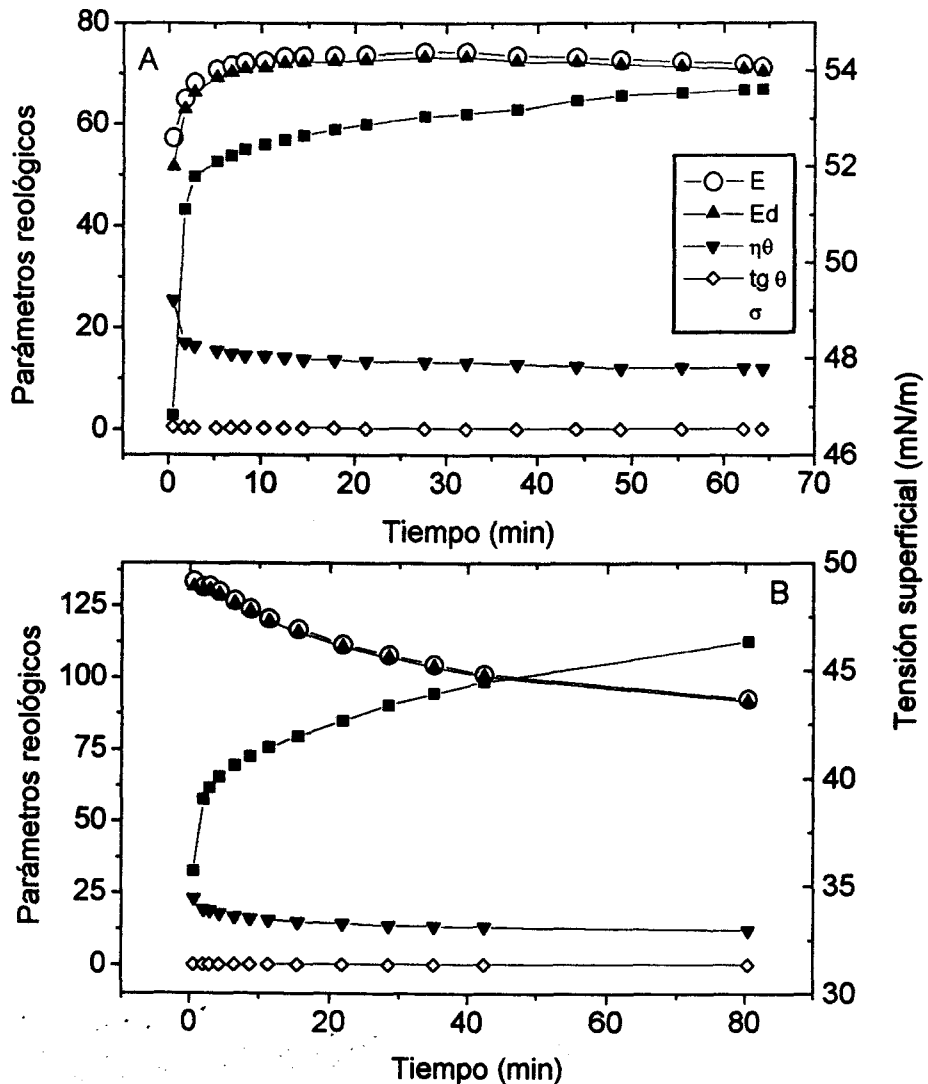 A
80
60
40
20
0
Parámetros reológicos
54
52
50
48
46
E
Ed
ηθ
tg θ
σ
0 10 20 30 40 50 60 70
Tiempo (min)
Tensión superficial (mN/m)
B
125
100
75
50
25
0
Parámetros reológicos
50
45
40
35
30
0 20 40 60 80
Tiempo (min)